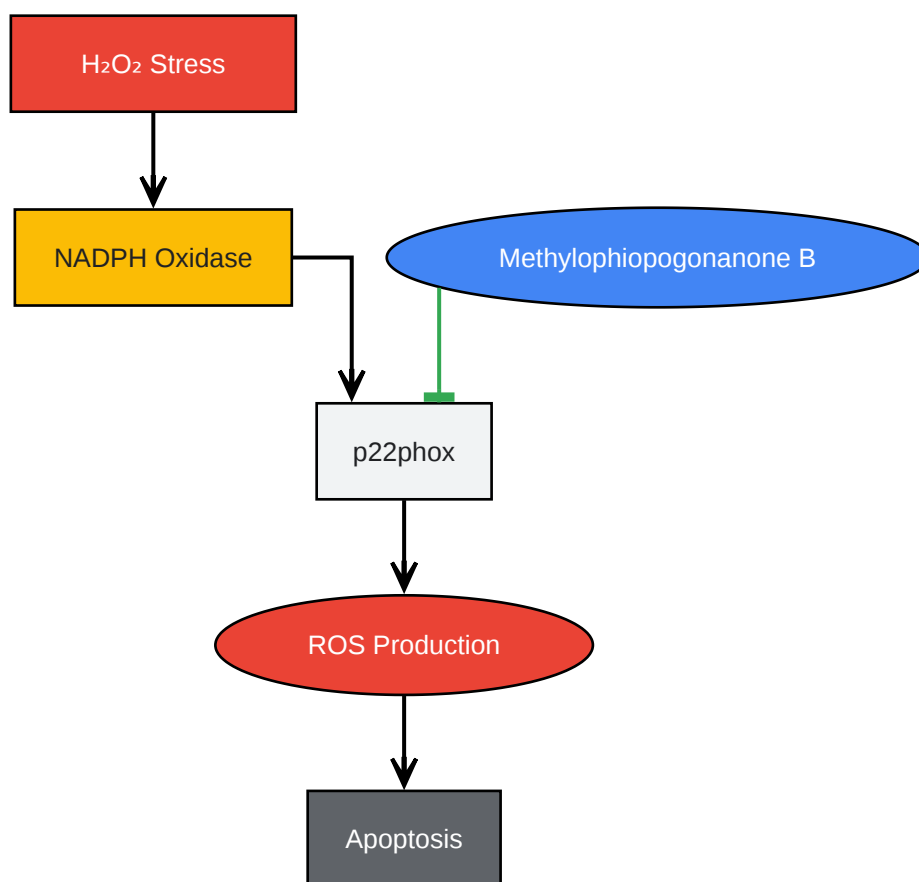 H₂O₂ Stress
NADPH Oxidase
Methylophiopogonanone B
p22phox
ROS Production
Apoptosis